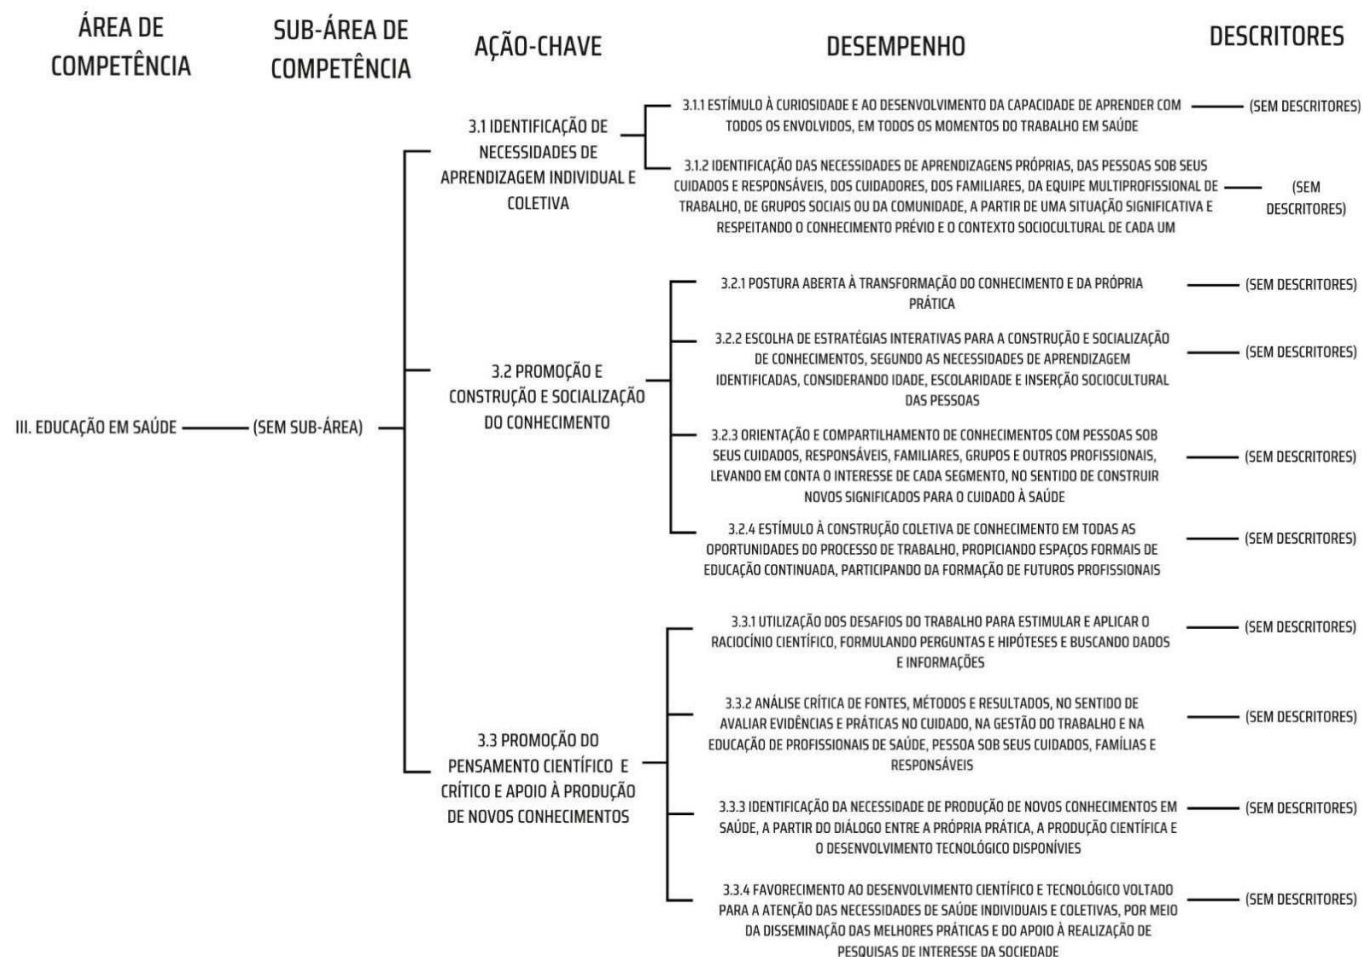 ÁREA DE
COMPETÊNCIA
SUB-ÁREA DE
COMPETÊNCIA
AÇÃO-CHAVE
DESEMPENHO
DESCRITORES
III. EDUCAÇÃO EM SAÚDE
(SEM SUB-ÁREA)
3.1 IDENTIFICAÇÃO DE
NECESSIDADES DE
APRENDIZAGEM INDIVIDUAL E
COLETIVA
3.1.1 ESTÍMULO À CURIOSIDADE E AO DESENVOLVIMENTO DA CAPACIDADE DE APRENDER COM
TODOS OS ENVOLVIDOS, EM TODOS OS MOMENTOS DO TRABALHO EM SAÚDE
(SEM DESCRITORES)
3.1.2 IDENTIFICAÇÃO DAS NECESSIDADES DE APRENDIZAGENS PRÓPRIAS, DAS PESSOAS SOB SEUS
CUIDADOS E RESPONSÁVEIS, DOS CUIDADORES, DOS FAMILIARES, DA EQUIPE MULTIPROFISSIONAL DE
TRABALHO, DE GRUPOS SOCIAIS OU DA COMUNIDADE, A PARTIR DE UMA SITUAÇÃO SIGNIFICATIVA E
RESPEITANDO O CONHECIMENTO PRÉVIO E O CONTEXTO SOCIOCULTURAL DE CADA UM
(SEM
DESCRITORES)
3.2 PROMOÇÃO E
CONSTRUÇÃO E SOCIALIZAÇÃO
DO CONHECIMENTO
3.2.1 POSTURA ABERTA À TRANSFORMAÇÃO DO CONHECIMENTO E DA PRÓPRIA
PRÁTICA
(SEM DESCRITORES)
3.2.2 ESCOLHA DE ESTRATÉGIAS INTERATIVAS PARA A CONSTRUÇÃO E SOCIALIZAÇÃO
DE CONHECIMENTOS, SEGUNDO AS NECESSIDADES DE APRENDIZAGEM
IDENTIFICADAS, CONSIDERANDO IDADE, ESCOLARIDADE E INSERÇÃO SOCIOCULTURAL
DAS PESSOAS
(SEM DESCRITORES)
3.2.3 ORIENTAÇÃO E COMPARTILHAMENTO DE CONHECIMENTOS COM PESSOAS SOB
SEUS CUIDADOS, RESPONSÁVEIS, FAMILIARES, GRUPOS E OUTROS PROFISSIONAIS,
LEVANDO EM CONTA O INTERESSE DE CADA SEGMENTO, NO SENTIDO DE CONSTRUIR
NOVOS SIGNIFICADOS PARA O CUIDADO À SAÚDE
(SEM DESCRITORES)
3.2.4 ESTÍMULO À CONSTRUÇÃO COLETIVA DE CONHECIMENTO EM TODAS AS
OPORTUNIDADES DO PROCESSO DE TRABALHO, PROPICIANDO ESPAÇOS FORMAIS DE
EDUCAÇÃO CONTINUADA, PARTICIPANDO DA FORMAÇÃO DE FUTUROS PROFISSIONAIS
(SEM DESCRITORES)
3.3 PROMOÇÃO DO
PENSAMENTO CIENTÍFICO E
CRÍTICO E APOIO À PRODUÇÃO
DE NOVOS CONHECIMENTOS
3.3.1 UTILIZAÇÃO DOS DESAFIOS DO TRABALHO PARA ESTIMULAR E APLICAR O
RACIOCÍNIO CIENTÍFICO, FORMULANDO PERGUNTAS E HIPÓTESES E BUSCANDO DADOS
E INFORMAÇÕES
(SEM DESCRITORES)
3.3.2 ANÁLISE CRÍTICA DE FONTES, MÉTODOS E RESULTADOS, NO SENTIDO DE
AVALIAR EVIDÊNCIAS E PRÁTICAS NO CUIDADO, NA GESTÃO DO TRABALHO E NA
EDUCAÇÃO DE PROFISSIONAIS DE SAÚDE, PESSOA SOB SEUS CUIDADOS, FAMÍLIAS E
RESPONSÁVEIS
(SEM DESCRITORES)
3.3.3 IDENTIFICAÇÃO DA NECESSIDADE DE PRODUÇÃO DE NOVOS CONHECIMENTOS EM
SAÚDE, A PARTIR DO DIÁLOGO ENTRE A PRÓPRIA PRÁTICA, A PRODUÇÃO CIENTÍFICA E
O DESENVOLVIMENTO TECNOLÓGICO DISPONÍVIES
(SEM DESCRITORES)
3.3.4 FAVORECIMENTO AO DESENVOLVIMENTO CIENTÍFICO E TECNOLÓGICO VOLTADO
PARA A ATENÇÃO DAS NECESSIDADES DE SAÚDE INDIVIDUAIS E COLETIVAS, POR MEIO
DA DISSEMINAÇÃO DAS MELHORES PRÁTICAS E DO APOIO À REALIZAÇÃO DE
PESQUISAS DE INTERESSE DA SOCIEDADE
(SEM DESCRITORES)